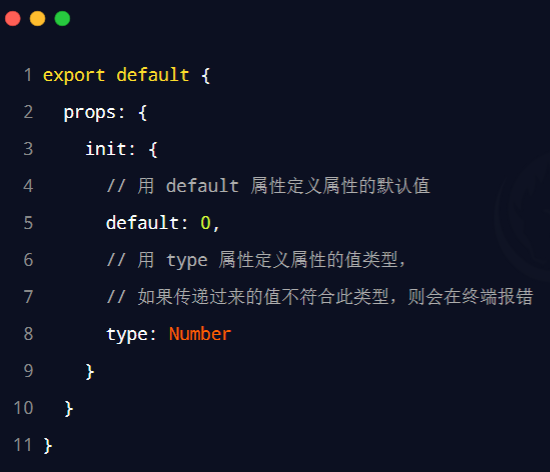 1 export default {
2   props: {
3     init: {
4       // 用 default 属性定义属性的默认值
5       default: 0,
6       // 用 type 属性定义属性的值类型,
7       // 如果传递过来的值不符合此类型,则会在终端报错
8       type: Number
9     }
10   }
11 }